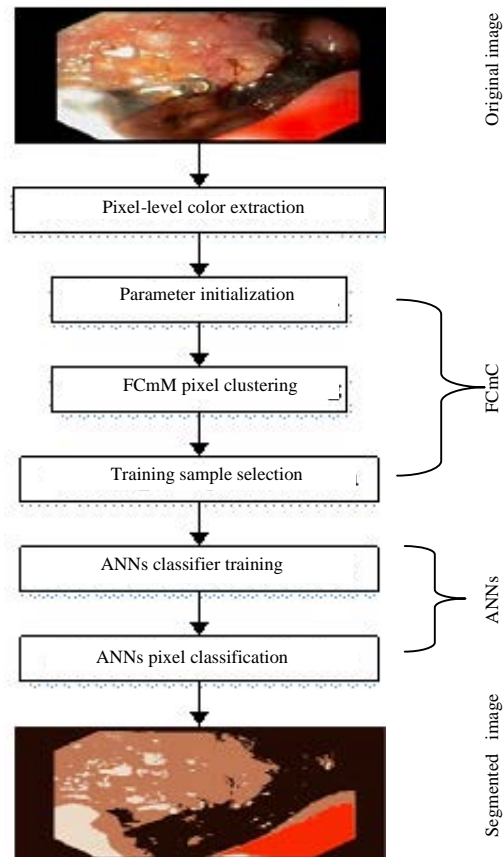 Original image
Pixel-level color extraction
Parameter initialization
FCmM pixel clustering
Training sample selection
FCmC
ANNs classifier training
ANNs pixel classification
ANNs
Segmented image